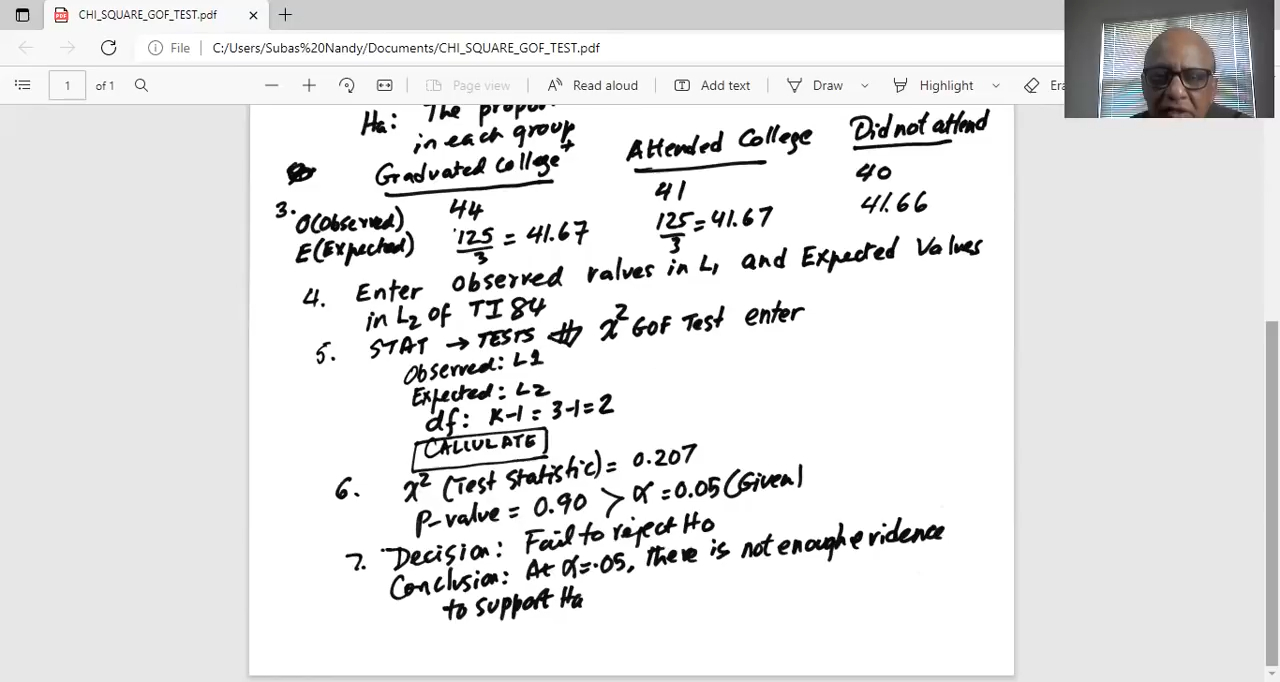 CHI_SQUARE_GOF_TEST.pdf
File C:/Users/Subas%20Nandy/Documents/CHI_SQUARE_GOF_TEST.pdf
1 of 1 Page view Read aloud Add text Draw Highlight Era
Ha: The propor
in each group
Graduated College+ Attended College Did not attend
3. O(Observed) 44 41 40
E(Expected) 125/3 = 41.67 125/3 = 41.67 41.66
4. Enter Observed values in L1 and Expected Values
in L2 of TI 84
5. STAT → TESTS χ2 GOF Test enter
Observed: L1
Expected: L2
df: K-1 = 3-1=2
CALCULATE
6. χ2 (Test Statistic) = 0.207
P-value = 0.90 > α = 0.05 (Given)
7. Decision: Fail to reject Ho
Conclusion: At α=.05, there is not enough evidence
to support Ha